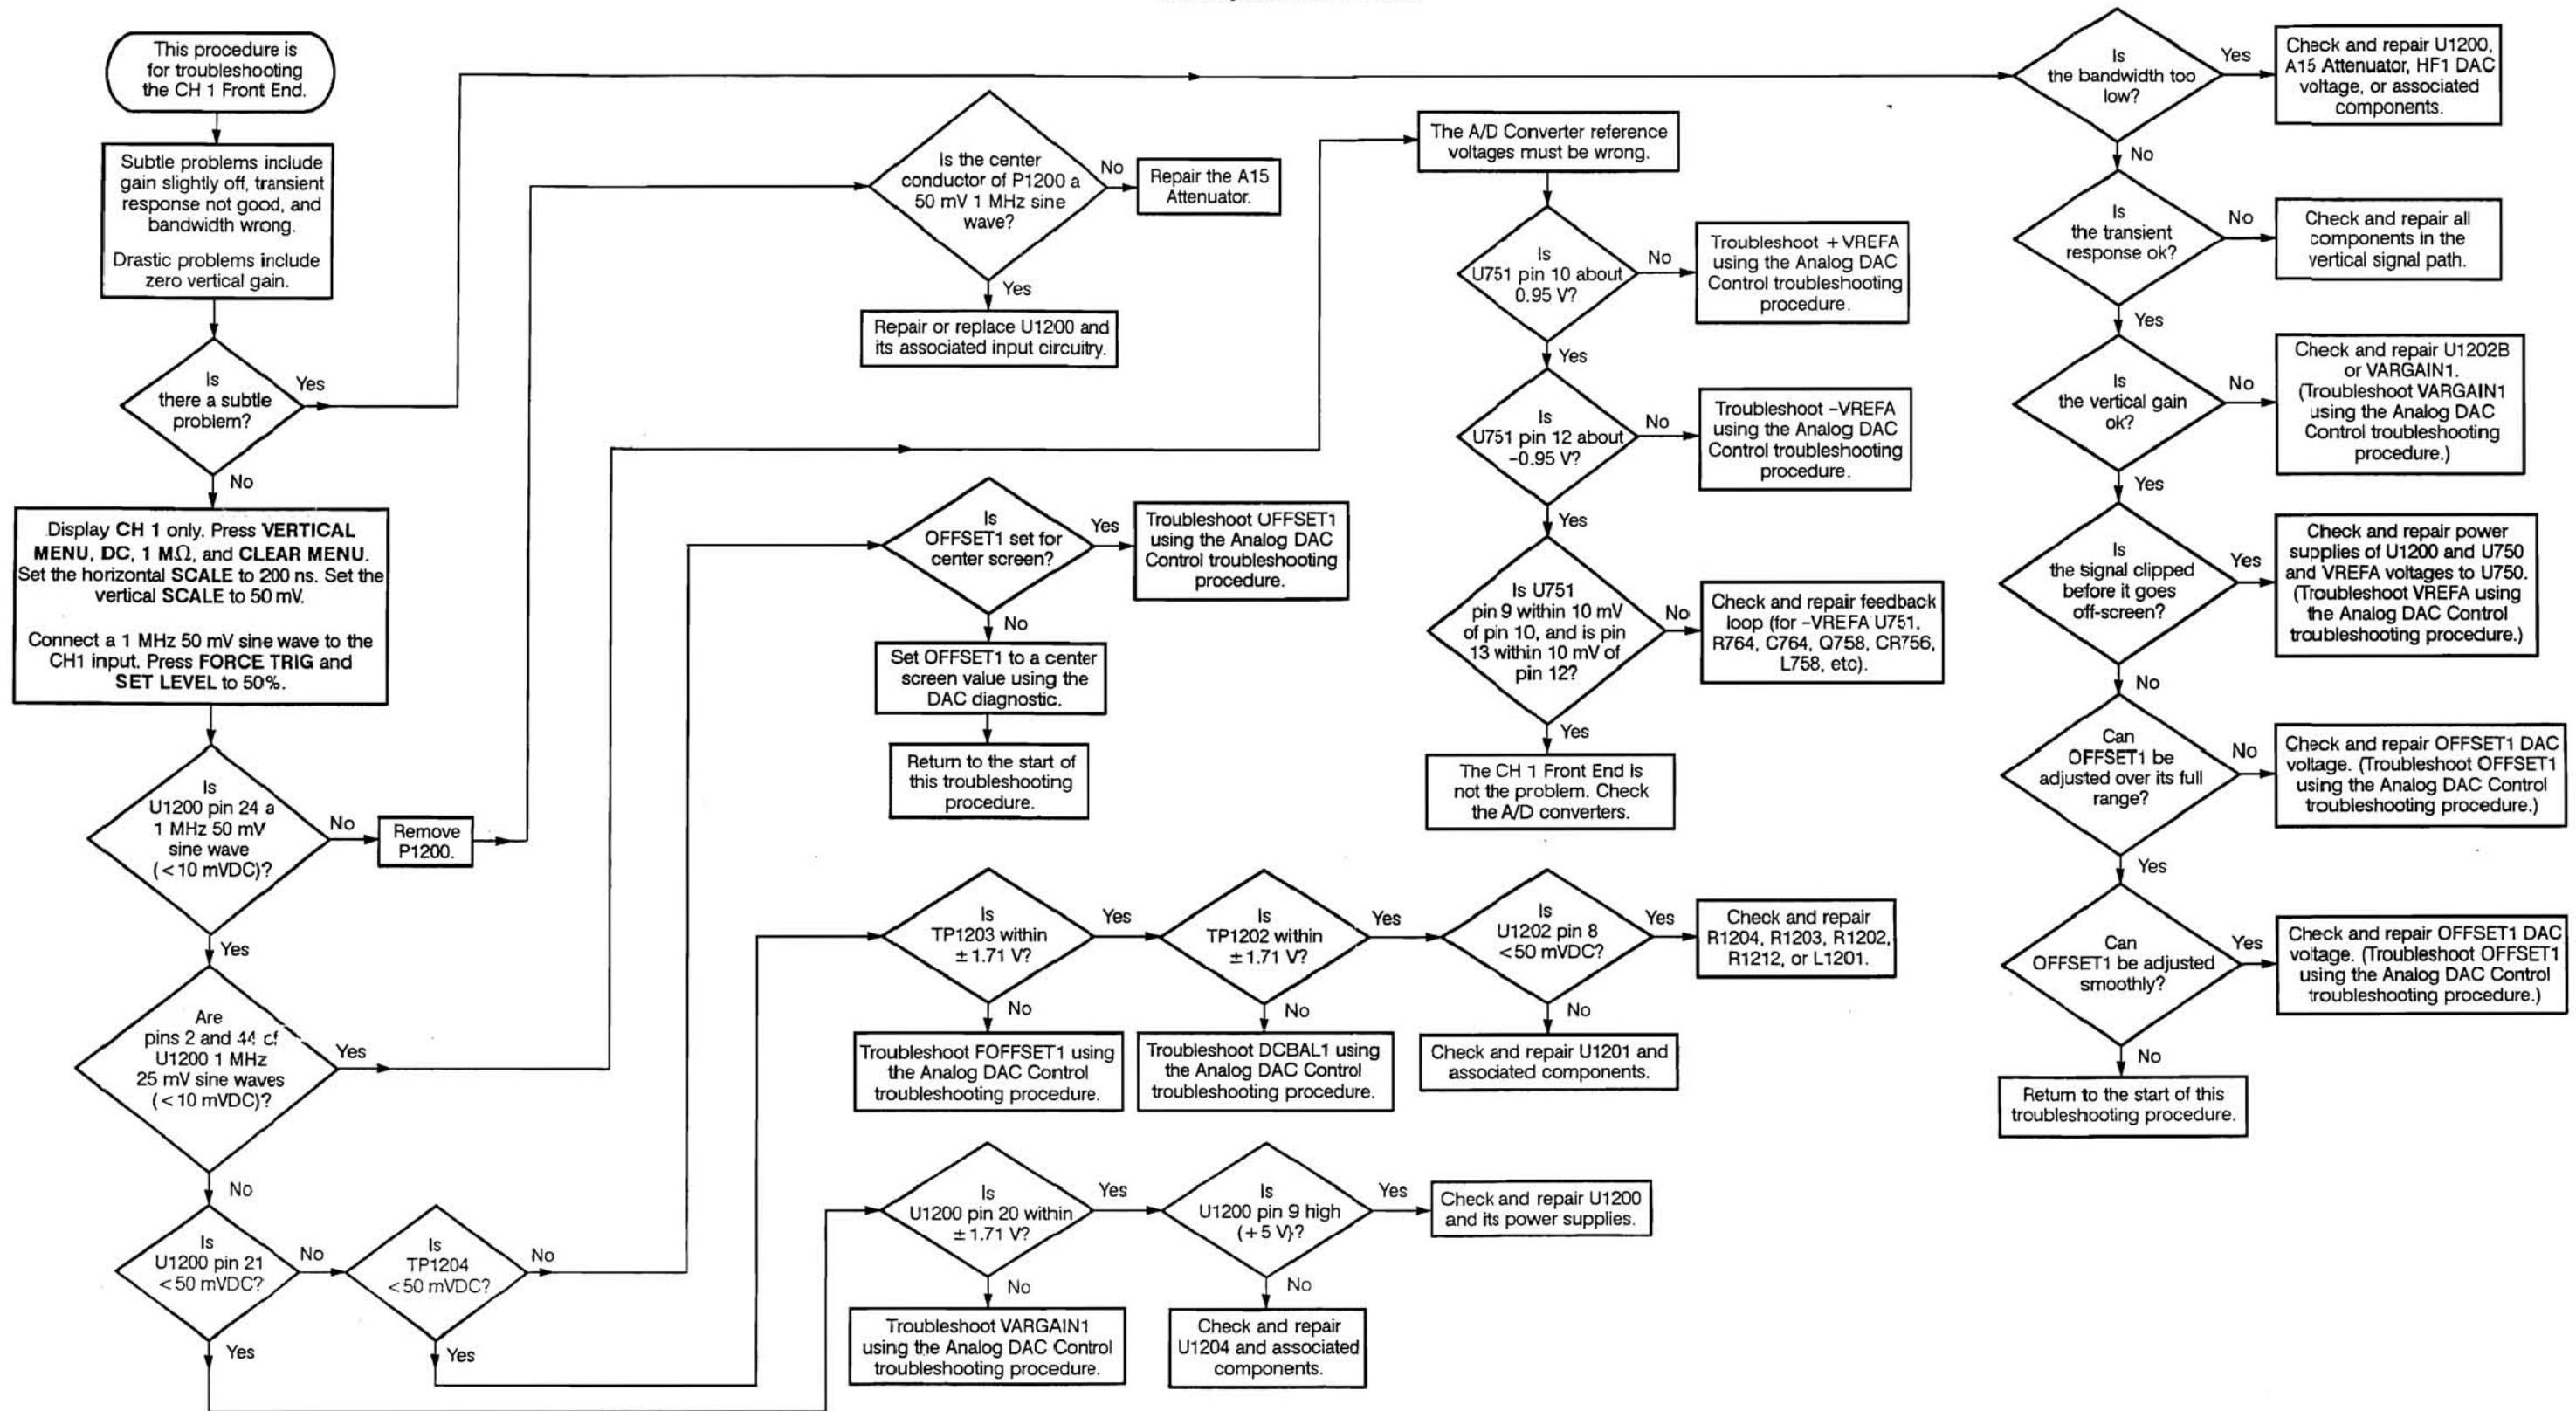 This procedure is
for troubleshooting
the CH 1 Front End.
Subtle problems include
gain slightly off, transient
response not good, and
bandwidth wrong.
Drastic problems include
zero vertical gain.
Is
there a subtle
problem?
Yes
No
Display CH 1 only. Press VERTICAL
MENU, DC, 1 MΩ, and CLEAR MENU.
Set the horizontal SCALE to 200 ns. Set the
vertical SCALE to 50 mV.
Connect a 1 MHz 50 mV sine wave to the
CH1 input. Press FORCE TRIG and
SET LEVEL to 50%.
Is
U1200 pin 24 a
1 MHz 50 mV
sine wave
(<10 mVDC)?
No
Remove
P1200.
Yes
Are
pins 2 and 44 of
U1200 1 MHz
25 mV sine waves
(<10 mVDC)?
Yes
No
Is
U1200 pin 21
<50 mVDC?
No
Yes
Is
TP1204
<50 mVDC?
No
Yes
Is the center
conductor of P1200 a
50 mV 1 MHz sine
wave?
No
Repair the A15
Attenuator.
Yes
Repair or replace U1200 and
its associated input circuitry.
Is
OFFSET1 set for
center screen?
Yes
Troubleshoot OFFSET1
using the Analog DAC
Control troubleshooting
procedure.
No
Set OFFSET1 to a center
screen value using the
DAC diagnostic.
Return to the start of
this troubleshooting
procedure.
The A/D Converter reference
voltages must be wrong.
Is
U751 pin 10 about
0.95 V?
No
Troubleshoot +VREFA
using the Analog DAC
Control troubleshooting
procedure.
Yes
Is
U751 pin 12 about
-0.95 V?
No
Troubleshoot -VREFA
using the Analog DAC
Control troubleshooting
procedure.
Yes
Is U751
pin 9 within 10 mV
of pin 10, and is pin
13 within 10 mV of
pin 12?
No
Check and repair feedback
loop (for -VREFA U751,
R764, C764, Q758, CR756,
L758, etc).
Yes
The CH 1 Front End is
not the problem. Check
the A/D converters.
Is
TP1203 within
±1.71 V?
Yes
No
Troubleshoot FOFFSET1 using
the Analog DAC Control
troubleshooting procedure.
Is
TP1202 within
±1.71 V?
Yes
No
Troubleshoot DCBAL1 using
the Analog DAC Control
troubleshooting procedure.
Is
U1202 pin 8
<50 mVDC?
Yes
Check and repair
R1204, R1203, R1202,
R1212, or L1201.
No
Check and repair U1201 and
associated components.
Is
U1200 pin 20 within
±1.71 V?
Yes
No
Troubleshoot VARGAIN1
using the Analog DAC Control
troubleshooting procedure.
Is
U1200 pin 9 high
(+5 V)?
Yes
Check and repair U1200
and its power supplies.
No
Check and repair
U1204 and associated
components.
Is
the bandwidth too
low?
Yes
Check and repair U1200,
A15 Attenuator, HF1 DAC
voltage, or associated
components.
No
Is
the transient
response ok?
No
Check and repair all
components in the
vertical signal path.
Yes
Is
the vertical gain
ok?
No
Check and repair U1202B
or VARGAIN1.
(Troubleshoot VARGAIN1
using the Analog DAC
Control troubleshooting
procedure.)
Yes
Is
the signal clipped
before it goes
off-screen?
Yes
Check and repair power
supplies of U1200 and U750
and VREFA voltages to U750.
(Troubleshoot VREFA using
the Analog DAC Control
troubleshooting procedure.)
No
Can
OFFSET1 be
adjusted over its full
range?
No
Check and repair OFFSET1 DAC
voltage. (Troubleshoot OFFSET1
using the Analog DAC Control
troubleshooting procedure.)
Yes
Can
OFFSET1 be adjusted
smoothly?
Yes
Check and repair OFFSET1 DAC
voltage. (Troubleshoot OFFSET1
using the Analog DAC Control
troubleshooting procedure.)
No
Return to the start of this
troubleshooting procedure.